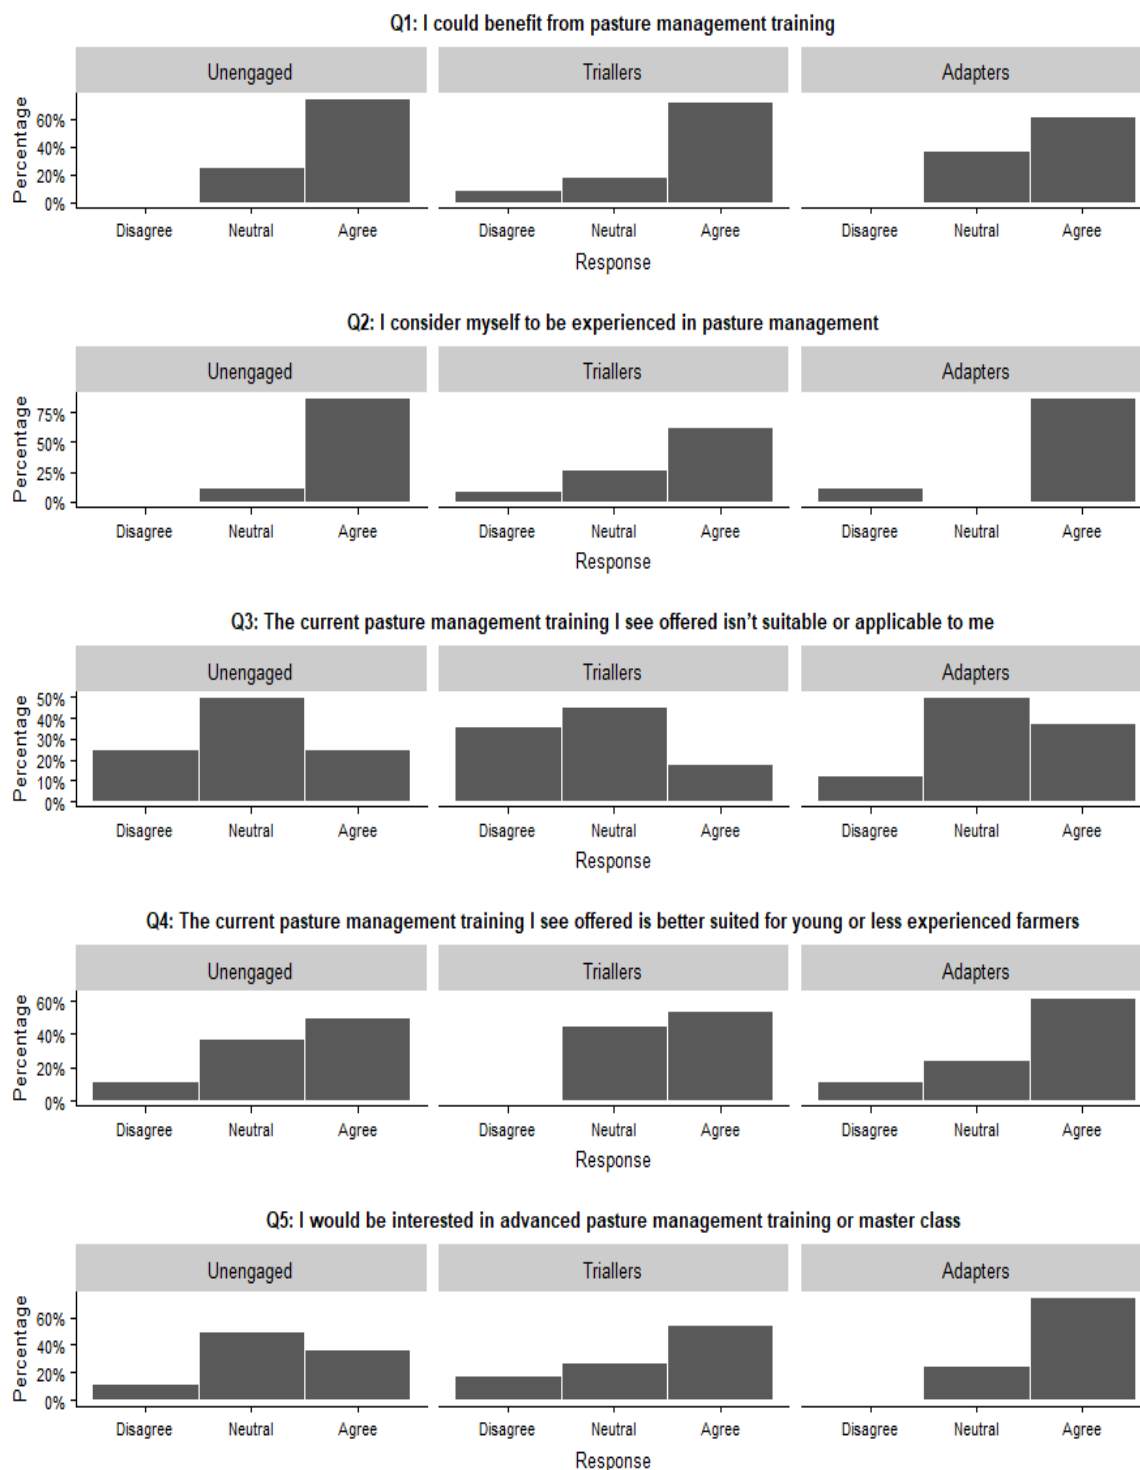 Q1: I could benefit from pasture management training
Unengaged Triallers Adapters
Percentage
60%
40%
20%
0%
Disagree Neutral Agree Disagree Neutral Agree Disagree Neutral Agree
Response
Q2: I consider myself to be experienced in pasture management
Unengaged Triallers Adapters
Percentage
75%
50%
25%
0%
Disagree Neutral Agree Disagree Neutral Agree Disagree Neutral Agree
Response
Q3: The current pasture management training I see offered isn’t suitable or applicable to me
Unengaged Triallers Adapters
Percentage
50%
40%
30%
20%
10%
0%
Disagree Neutral Agree Disagree Neutral Agree Disagree Neutral Agree
Response
Q4: The current pasture management training I see offered is better suited for young or less experienced farmers
Unengaged Triallers Adapters
Percentage
60%
40%
20%
0%
Disagree Neutral Agree Disagree Neutral Agree Disagree Neutral Agree
Response
Q5: I would be interested in advanced pasture management training or master class
Unengaged Triallers Adapters
Percentage
60%
40%
20%
0%
Disagree Neutral Agree Disagree Neutral Agree Disagree Neutral Agree
Response